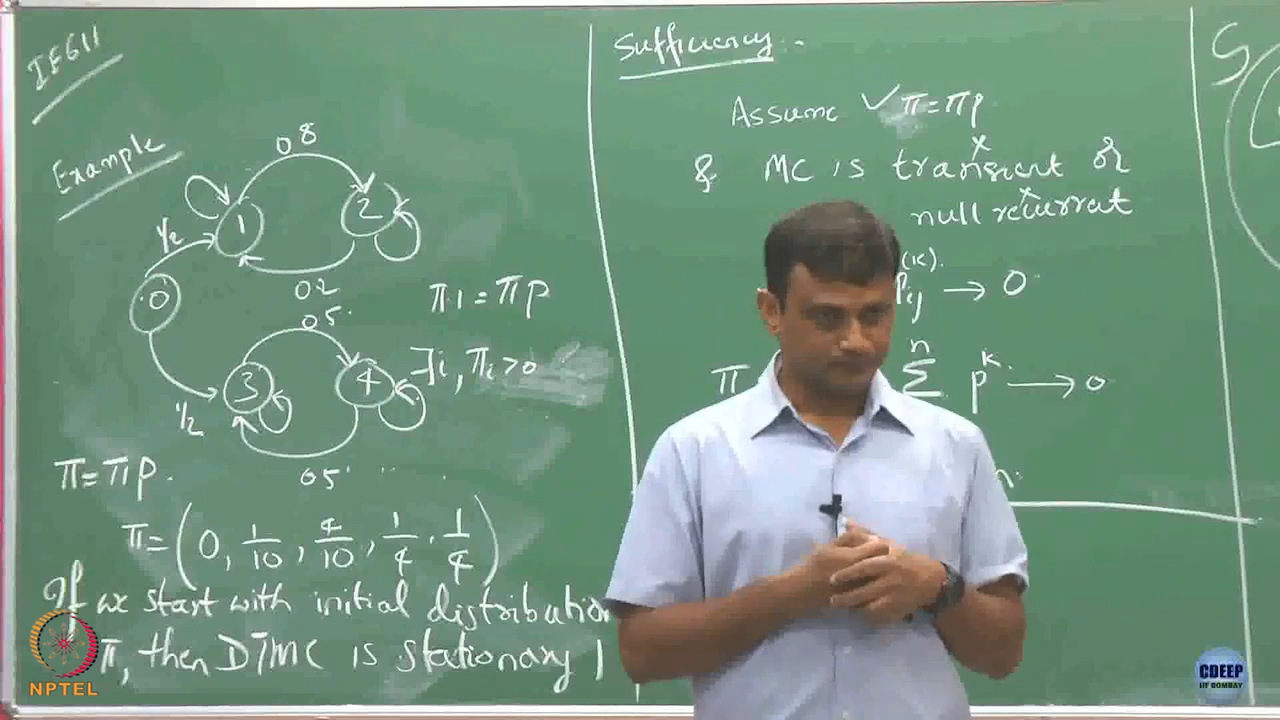 IE611
Example
0.8
1/2
1
2
0
0.2
0.5
π.1 = πp
3
4
∃i, πi>0
1/2
0.5
π=πp.
π=(0, 1/10, 4/10, 1/4, 1/4)
If we start with initial distribution
π, then DTMC is stationary
Sufficiency:-
Assume ✓ π=πp
& MC is transient or
null recurrat
(k)
ij → 0
π
n
Σ pᵏ → 0
n.
S
NPTEL
CDEEP
IIT BOMBAY